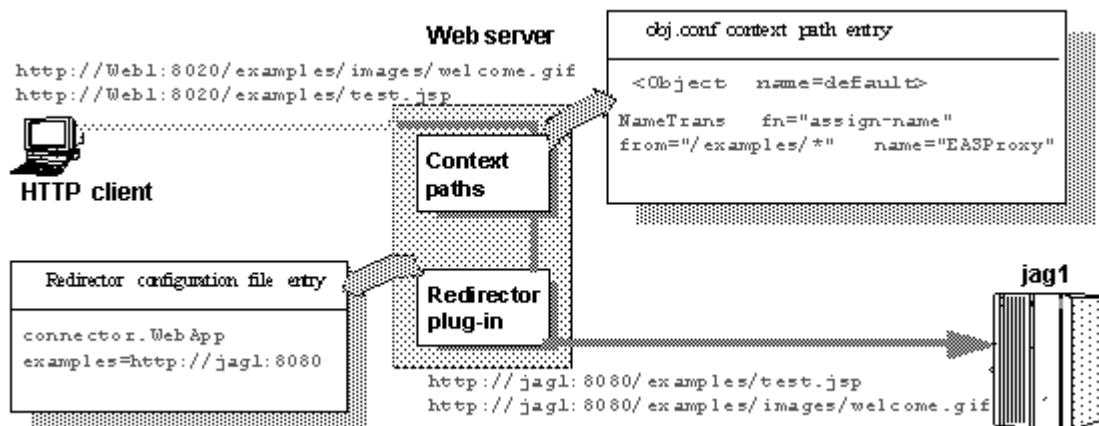 Web server
http://Web1:8020/examples/images/welcome.gif
http://Web1:8020/examples/test.jsp
HTTP client
obj.conf context path entry
<Object name=default>
NameTrans fn="assign-name"
from="/examples/*" name="EASProxy"
Context
paths
Redirector configuration file entry
connector.WebApp
examples=http://jag1:8080
Redirector
plug-in
jag1
http://jag1:8080/examples/test.jsp
http://jag1:8080/examples/images/welcome.gif